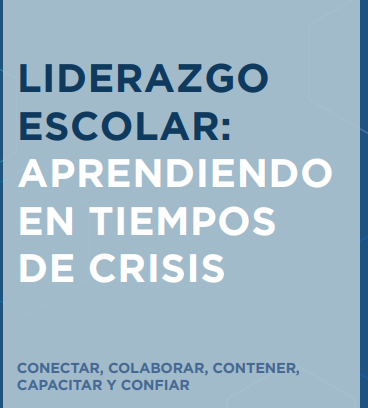 LIDERAZGO
ESCOLAR:
APRENDIENDO
EN TIEMPOS
DE CRISIS
CONECTAR, COLABORAR, CONTENER,
CAPACITAR Y CONFIAR